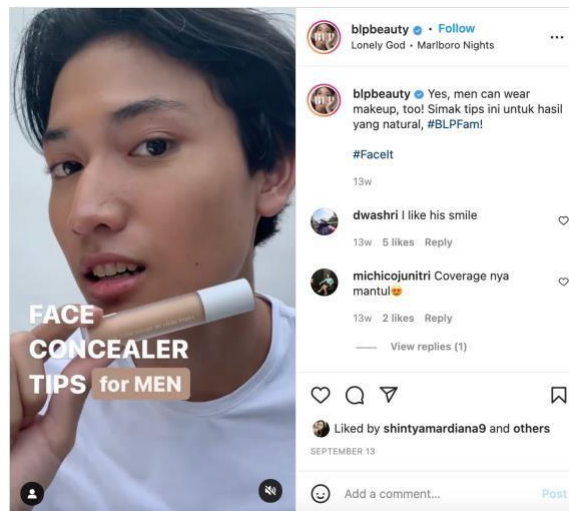 FACE
CONCEALER
TIPS for MEN
blpbeauty • Follow
Lonely God • Marlboro Nights
blpbeauty Yes, men can wear
makeup, too! Simak tips ini untuk hasil
yang natural, #BLPFam!
#FaceIt
13w
dwashri I like his smile
13w 5 likes Reply
michicojunitri Coverage nya
mantul😍
13w 2 likes Reply
View replies (1)
Liked by shintyamardiana9 and others
SEPTEMBER 13
Add a comment...
Post